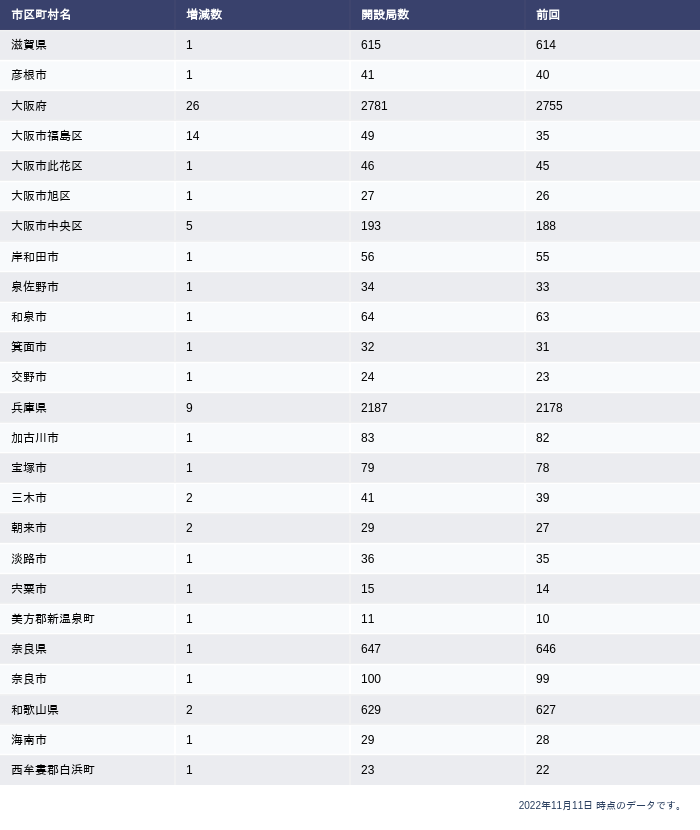 市区町村名 増減数 開設局数 前回
滋賀県 1 615 614
彦根市 1 41 40
大阪府 26 2781 2755
大阪市福島区 14 49 35
大阪市此花区 1 46 45
大阪市旭区 1 27 26
大阪市中央区 5 193 188
岸和田市 1 56 55
泉佐野市 1 34 33
和泉市 1 64 63
箕面市 1 32 31
交野市 1 24 23
兵庫県 9 2187 2178
加古川市 1 83 82
宝塚市 1 79 78
三木市 2 41 39
朝来市 2 29 27
淡路市 1 36 35
宍粟市 1 15 14
美方郡新温泉町 1 11 10
奈良県 1 647 646
奈良市 1 100 99
和歌山県 2 629 627
海南市 1 29 28
西牟婁郡白浜町 1 23 22
2022年11月11日 時点のデータです。